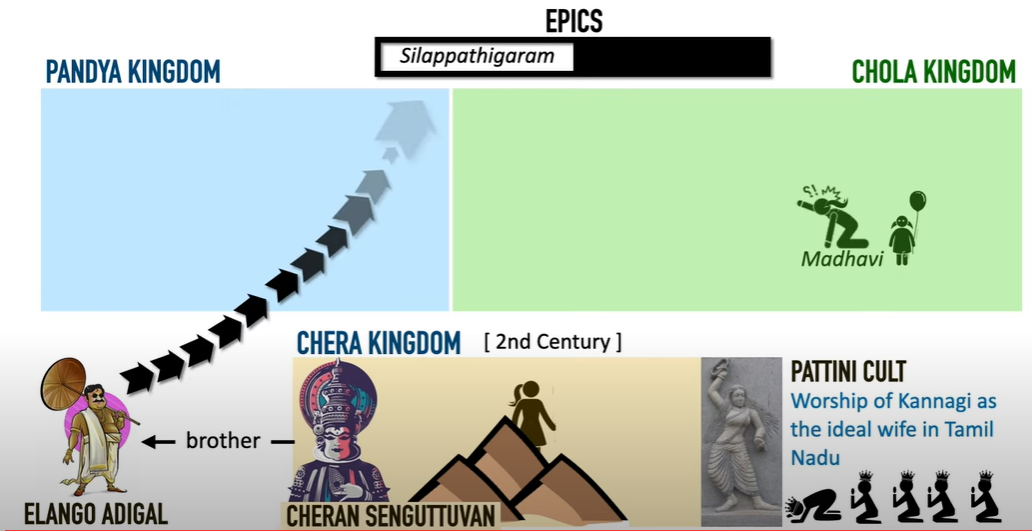 EPICS
Silappathigaram
PANDYA KINGDOM
CHOLA KINGDOM
?!
Madhavi
CHERA KINGDOM [ 2nd Century ]
PATTINI CULT
Worship of Kannagi as
the ideal wife in Tamil
Nadu
brother
ELANGO ADIGAL
CHERAN SENGUTTUVAN